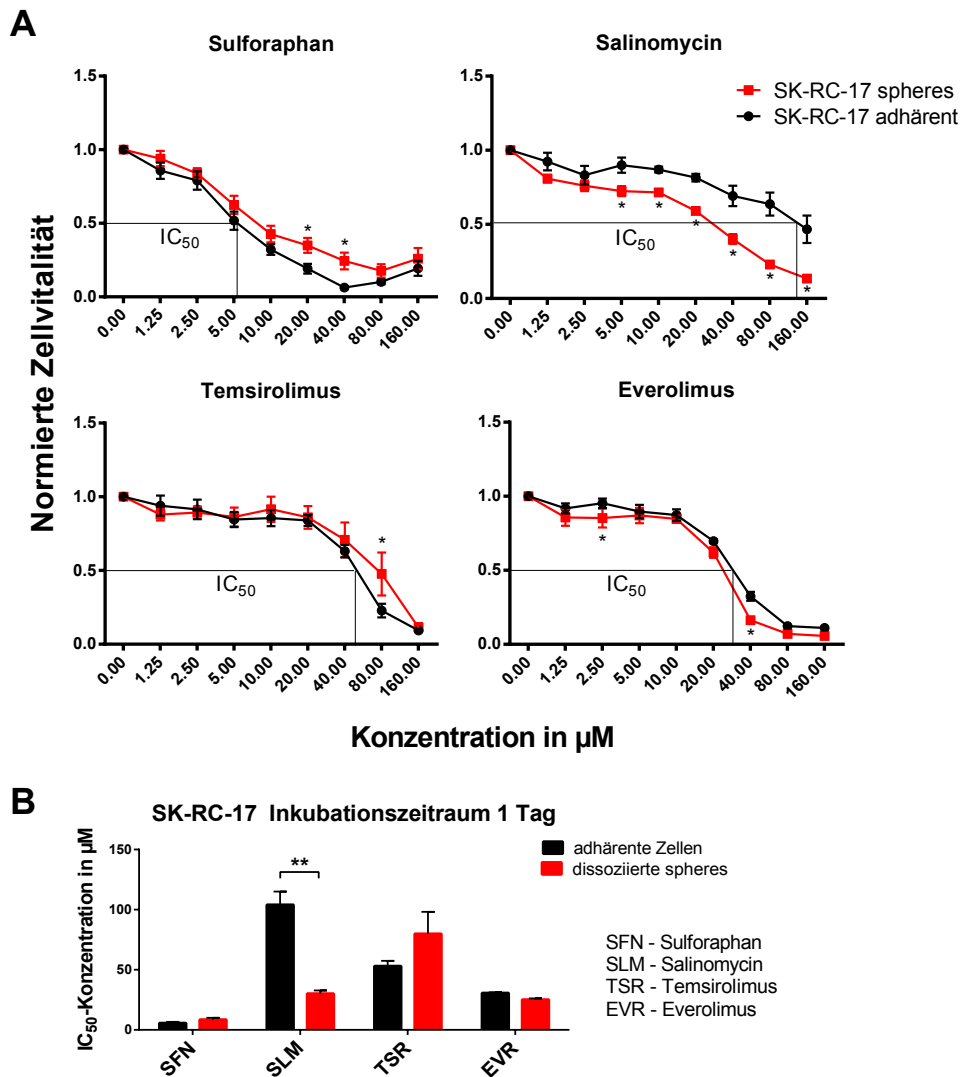 A
Sulforaphan
Salinomycin
SK-RC-17 spheres
SK-RC-17 adhärent
Normierte Zellvitalität
1.5
1.0
0.5
0.0
IC50
*
*
0.00
1.25
2.50
5.00
10.00
20.00
40.00
80.00
160.00
1.5
1.0
0.5
0.0
IC50
*
*
*
*
*
*
0.00
1.25
2.50
5.00
10.00
20.00
40.00
80.00
160.00
Temsirolimus
1.5
1.0
0.5
0.0
IC50
*
0.00
1.25
2.50
5.00
10.00
20.00
40.00
80.00
160.00
Everolimus
1.5
1.0
0.5
0.0
IC50
*
*
0.00
1.25
2.50
5.00
10.00
20.00
40.00
80.00
160.00
Konzentration in µM
B
SK-RC-17 Inkubationszeitraum 1 Tag
IC50-Konzentration in µM
150
100
50
0
**
SFN
SLM
TSR
EVR
adhärente Zellen
dissoziierte spheres
SFN - Sulforaphan
SLM - Salinomycin
TSR - Temsirolimus
EVR - Everolimus